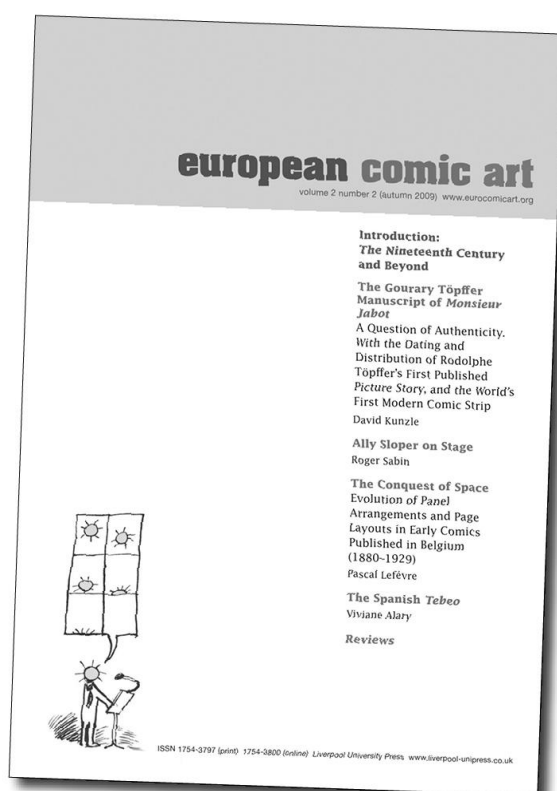 european comic art
volume 2 number 2 (autumn 2009) www.eurocomicart.org
Introduction:
The Nineteenth Century
and Beyond
The Gourary Töpffer
Manuscript of Monsieur
Jabot
A Question of Authenticity.
With the Dating and
Distribution of Rodolphe
Töpffer's First Published
Picture Story, and the World's
First Modern Comic Strip
David Kunzle
Ally Sloper on Stage
Roger Sabin
The Conquest of Space
Evolution of Panel
Arrangements and Page
Layouts in Early Comics
Published in Belgium
(1880~1929)
Pascal Lefévre
The Spanish Tebeo
Viviane Alary
Reviews
ISSN 1754-3797 (print) 1754-3800 (online) Liverpool University Press www.liverpool-unipress.co.uk